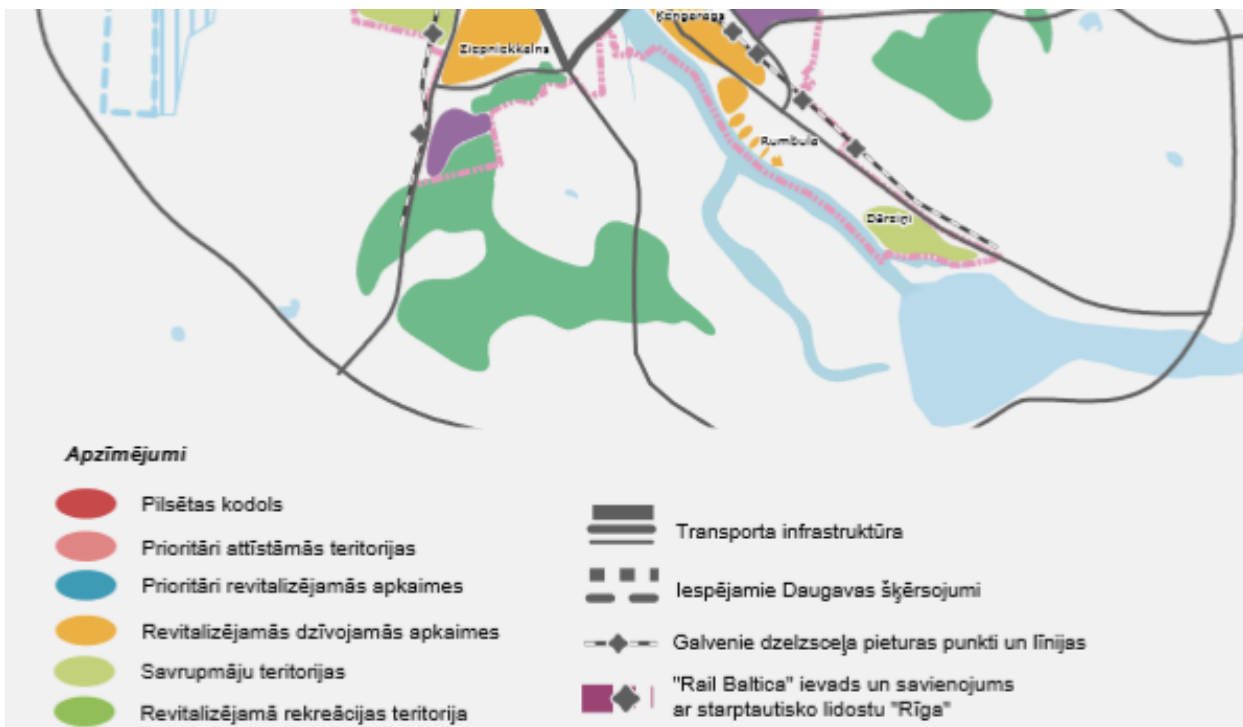 Ķengarags
Ziepniekkalns
Rumbula
Dārziņi
Apzīmējumi
Pilsētas kodols
Prioritāri attīstāmās teritorijas
Prioritāri revitalizējamās apkaimes
Revitalizējamās dzīvojamās apkaimes
Savrupmāju teritorijas
Revitalizējamā rekreācijas teritorija
Transporta infrastruktūra
Iespējamie Daugavas šķērsojumi
Galvenie dzelzsceļa pieturas punkti un līnijas
"Rail Baltica" ievads un savienojums
ar starptautisko lidostu "Rīga"